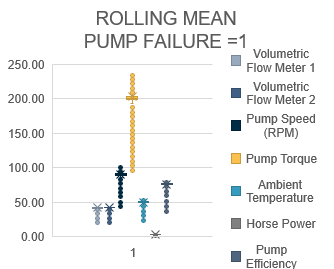 ROLLING MEAN
PUMP FAILURE =1
250.00
200.00
150.00
100.00
50.00
0.00
1
Volumetric
Flow Meter 1
Volumetric
Flow Meter 2
Pump Speed
(RPM)
Pump Torque
Ambient
Temperature
Horse Power
Pump
Efficiency